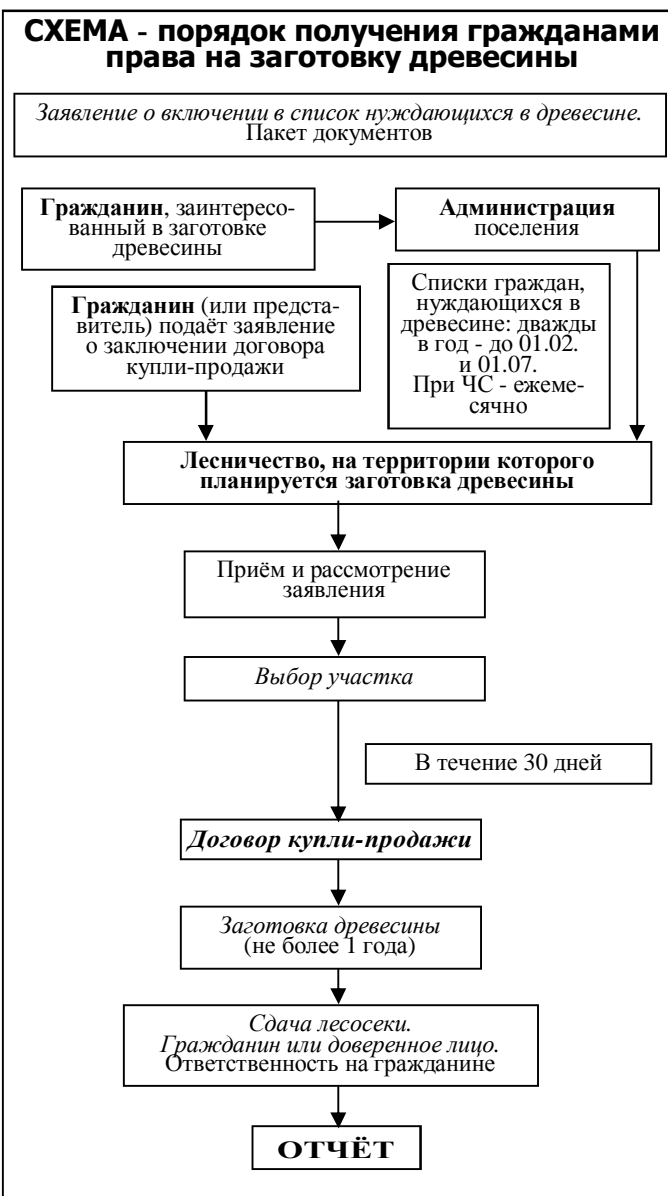 СХЕМА - порядок получения гражданами
права на заготовку древесины
Заявление о включении в список нуждающихся в древесине.
Пакет документов
Гражданин, заинтересо-
ванный в заготовке
древесины
Администрация
поселения
Гражданин (или предста-
витель) подаёт заявление
о заключении договора
купли-продажи
Списки граждан,
нуждающихся в
древесине: дважды
в год - до 01.02.
и 01.07.
При ЧС - ежеме-
сячно
Лесничество, на территории которого
планируется заготовка древесины
Приём и рассмотрение
заявления
Выбор участка
В течение 30 дней
Договор купли-продажи
Заготовка древесины
(не более 1 года)
Сдача лесосеки.
Гражданин или доверенное лицо.
Ответственность на гражданине
ОТЧЁТ